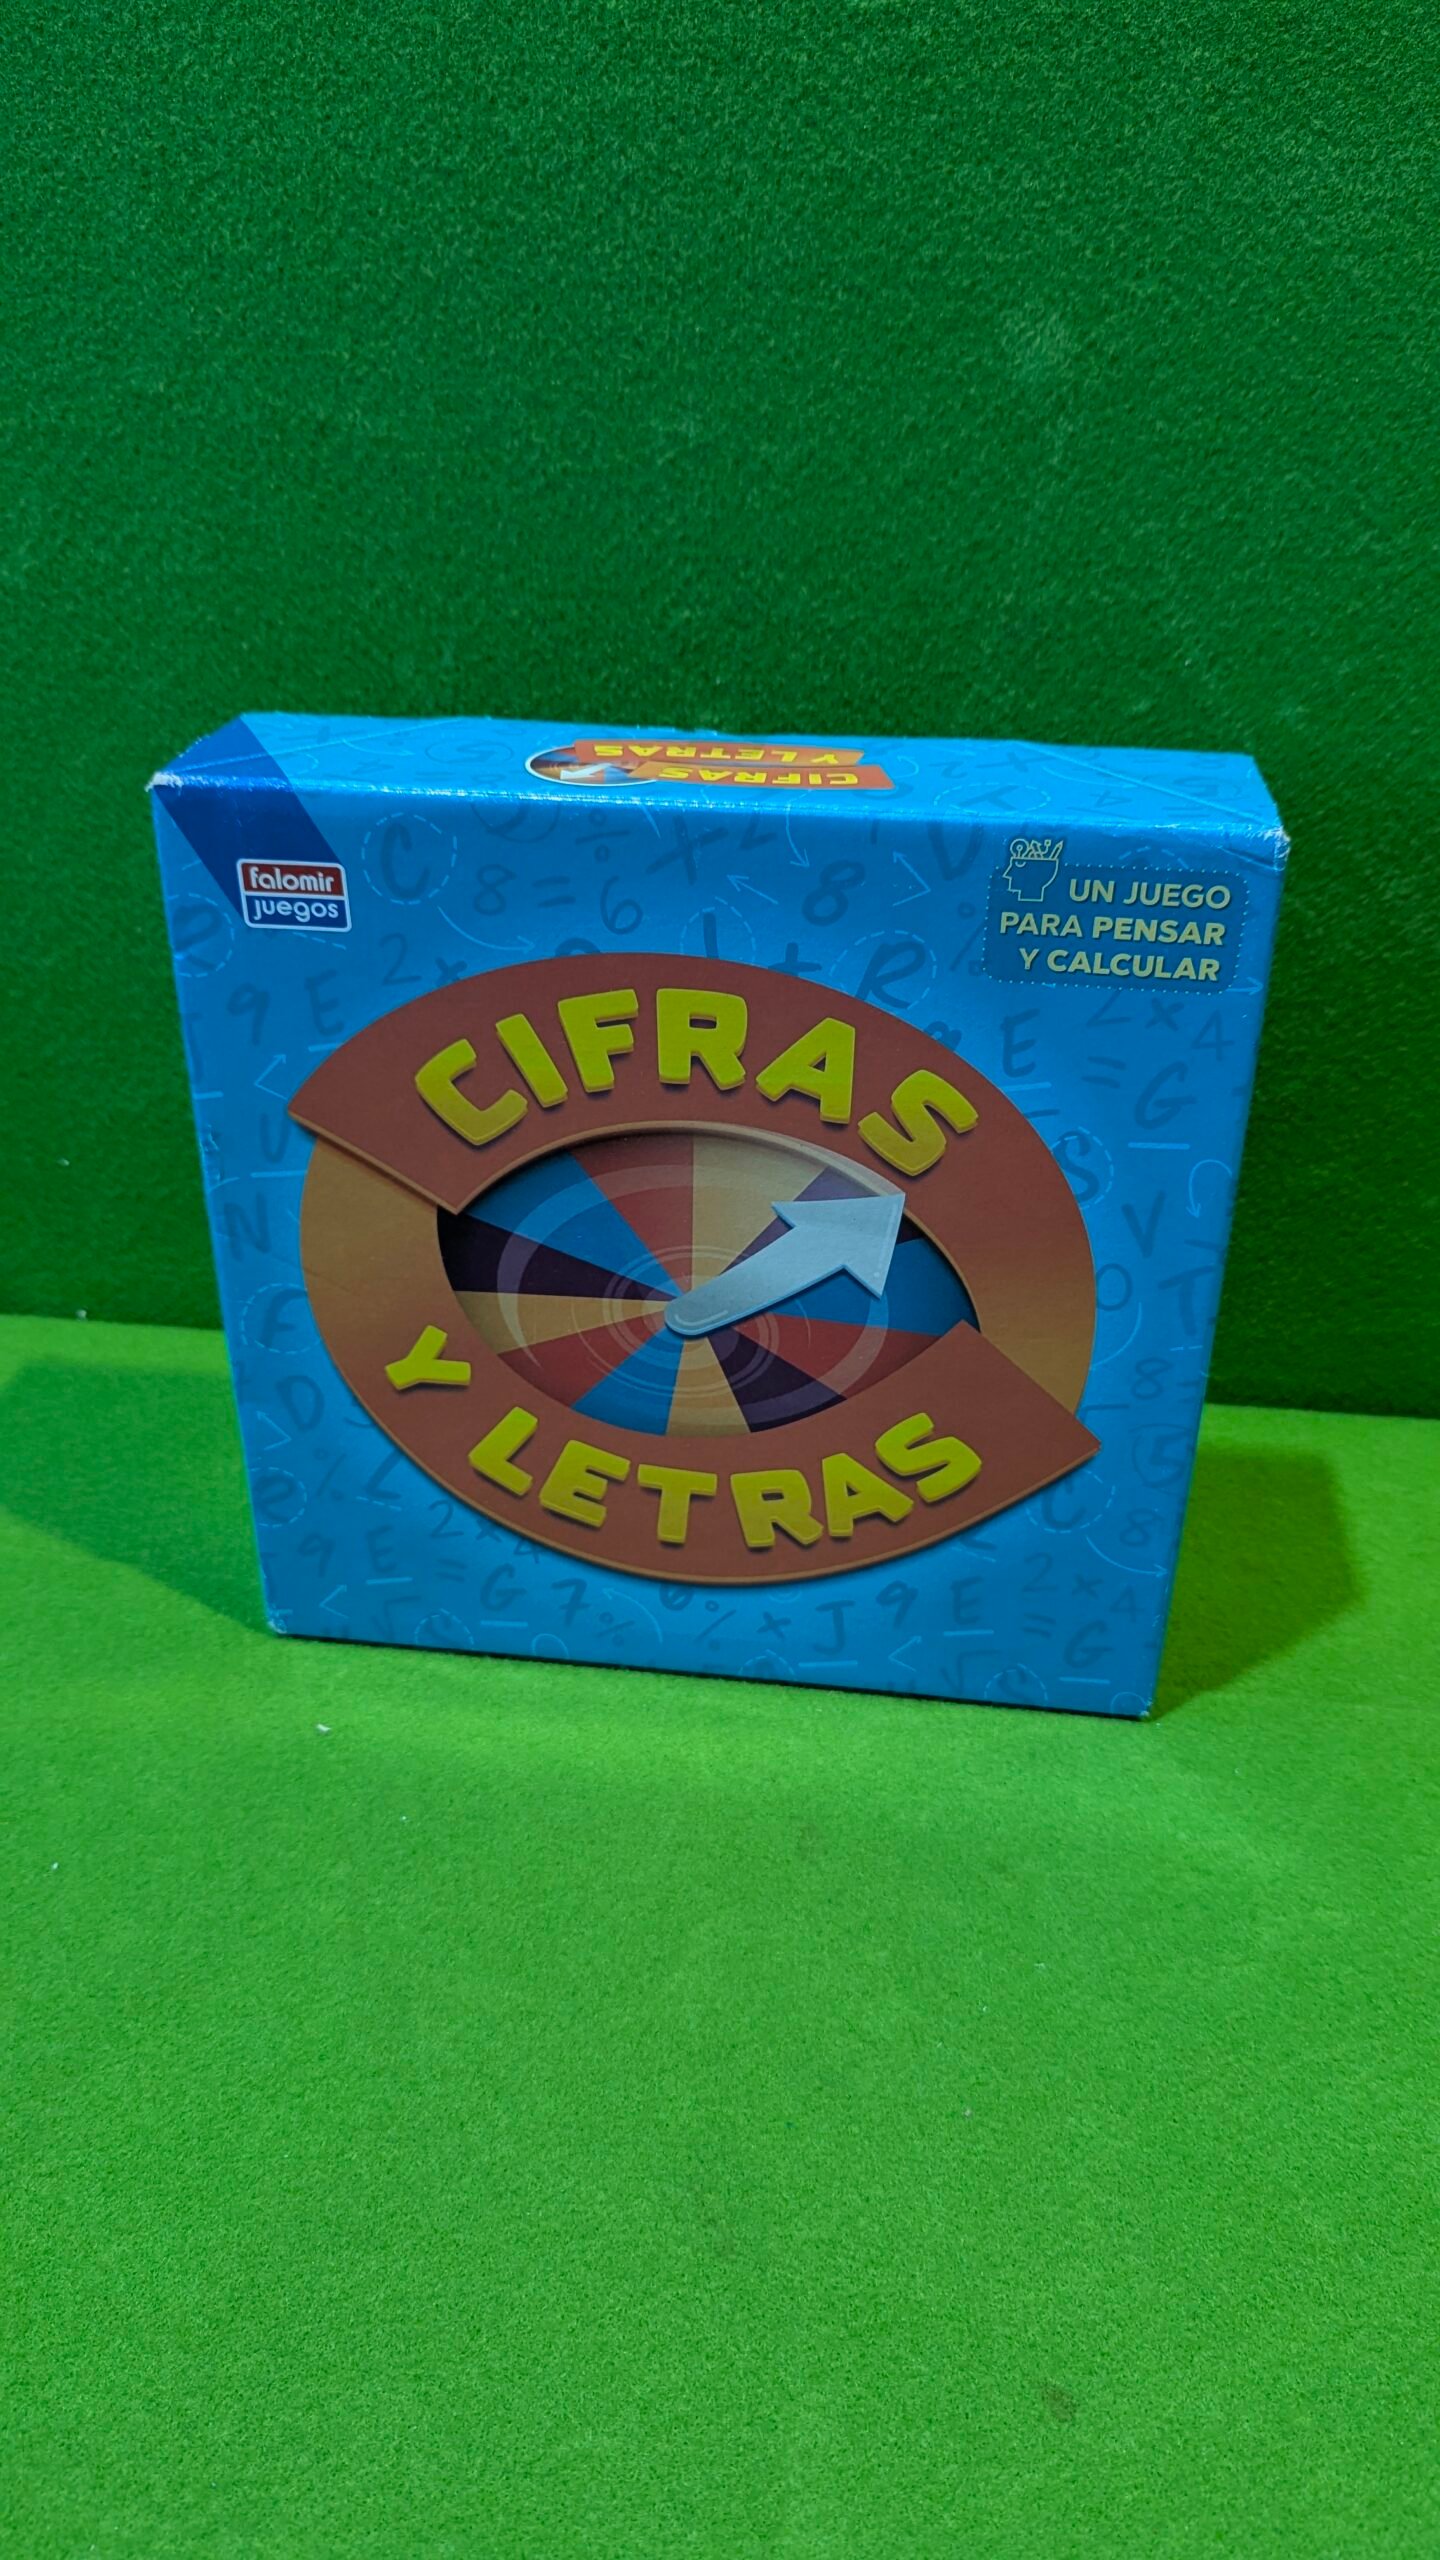 CIFRAS
Y LETRAS
falomir
juegos
UN JUEGO
PARA PENSAR
Y CALCULAR
CIFRAS
Y LETRAS